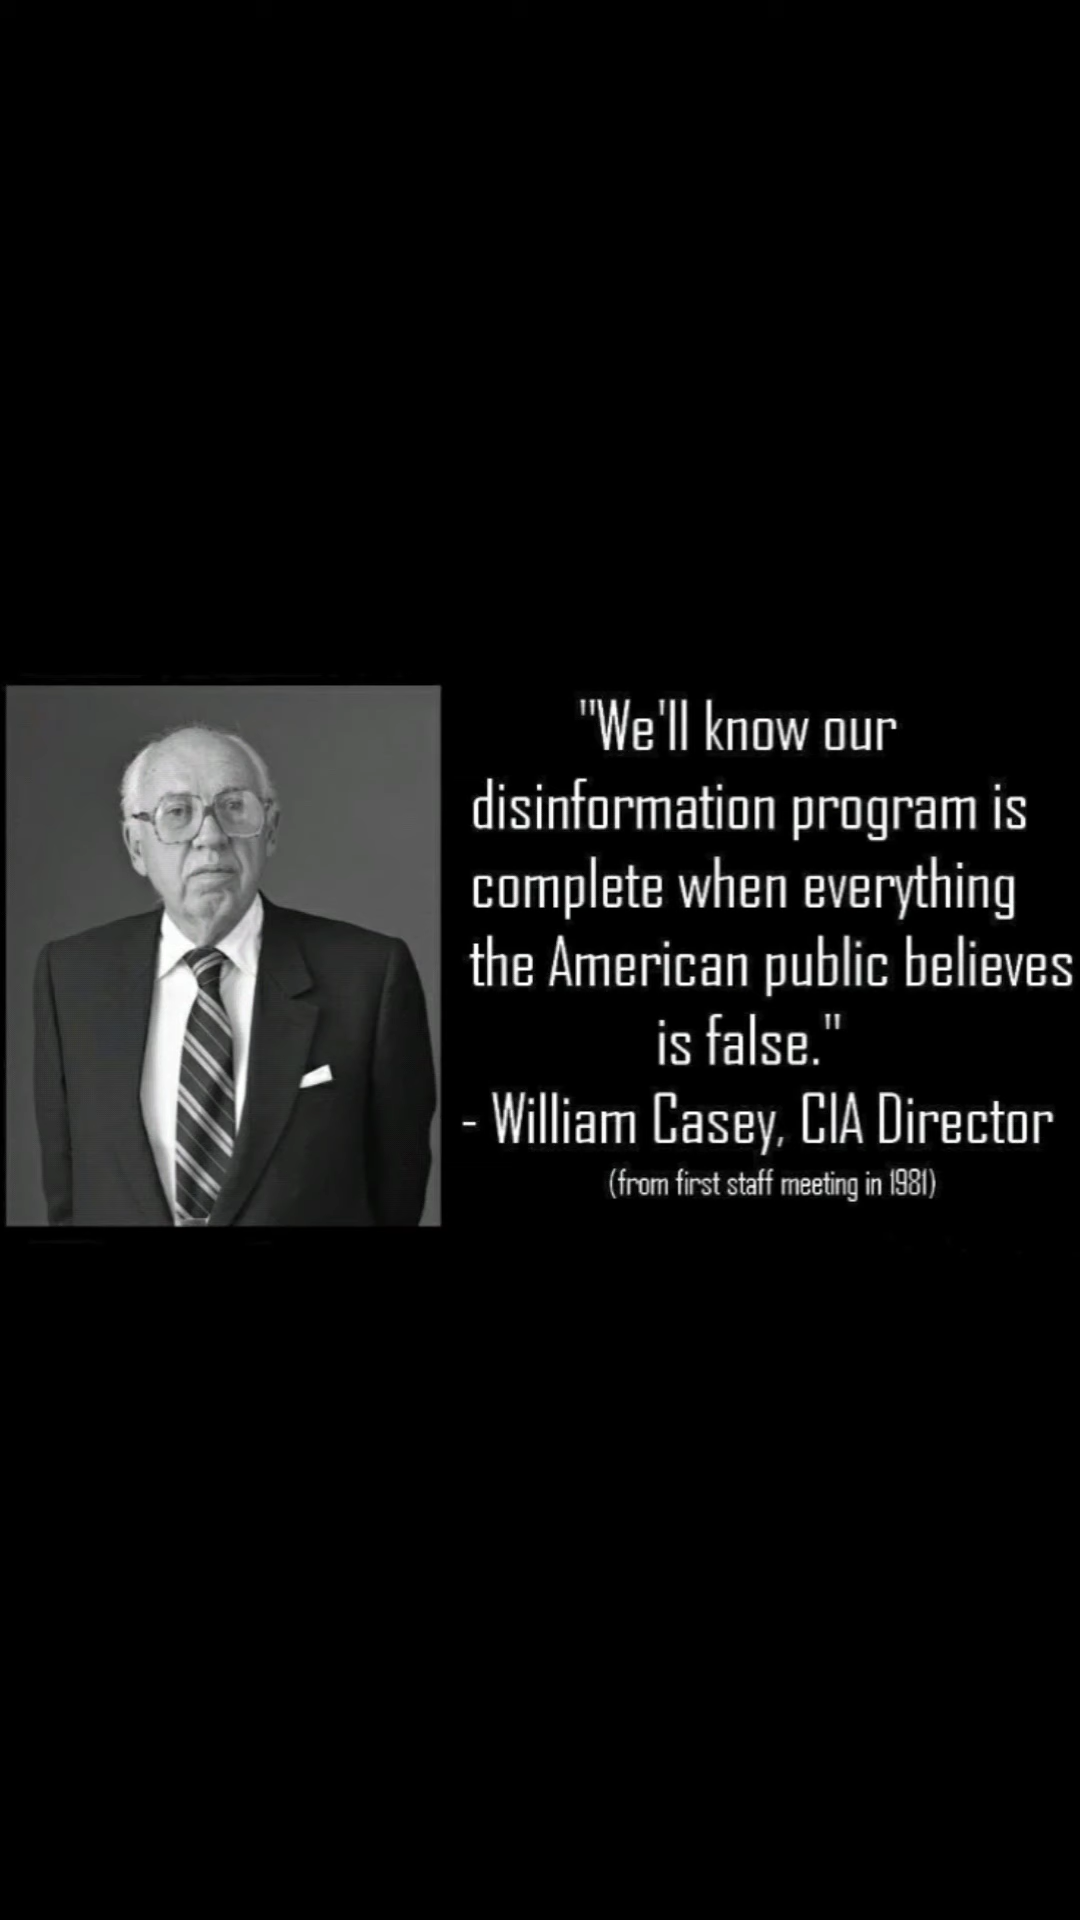 "We'll know our
disinformation program is
complete when everything
the American public believes
is false."
- William Casey, CIA Director
(from first staff meeting in 1981)